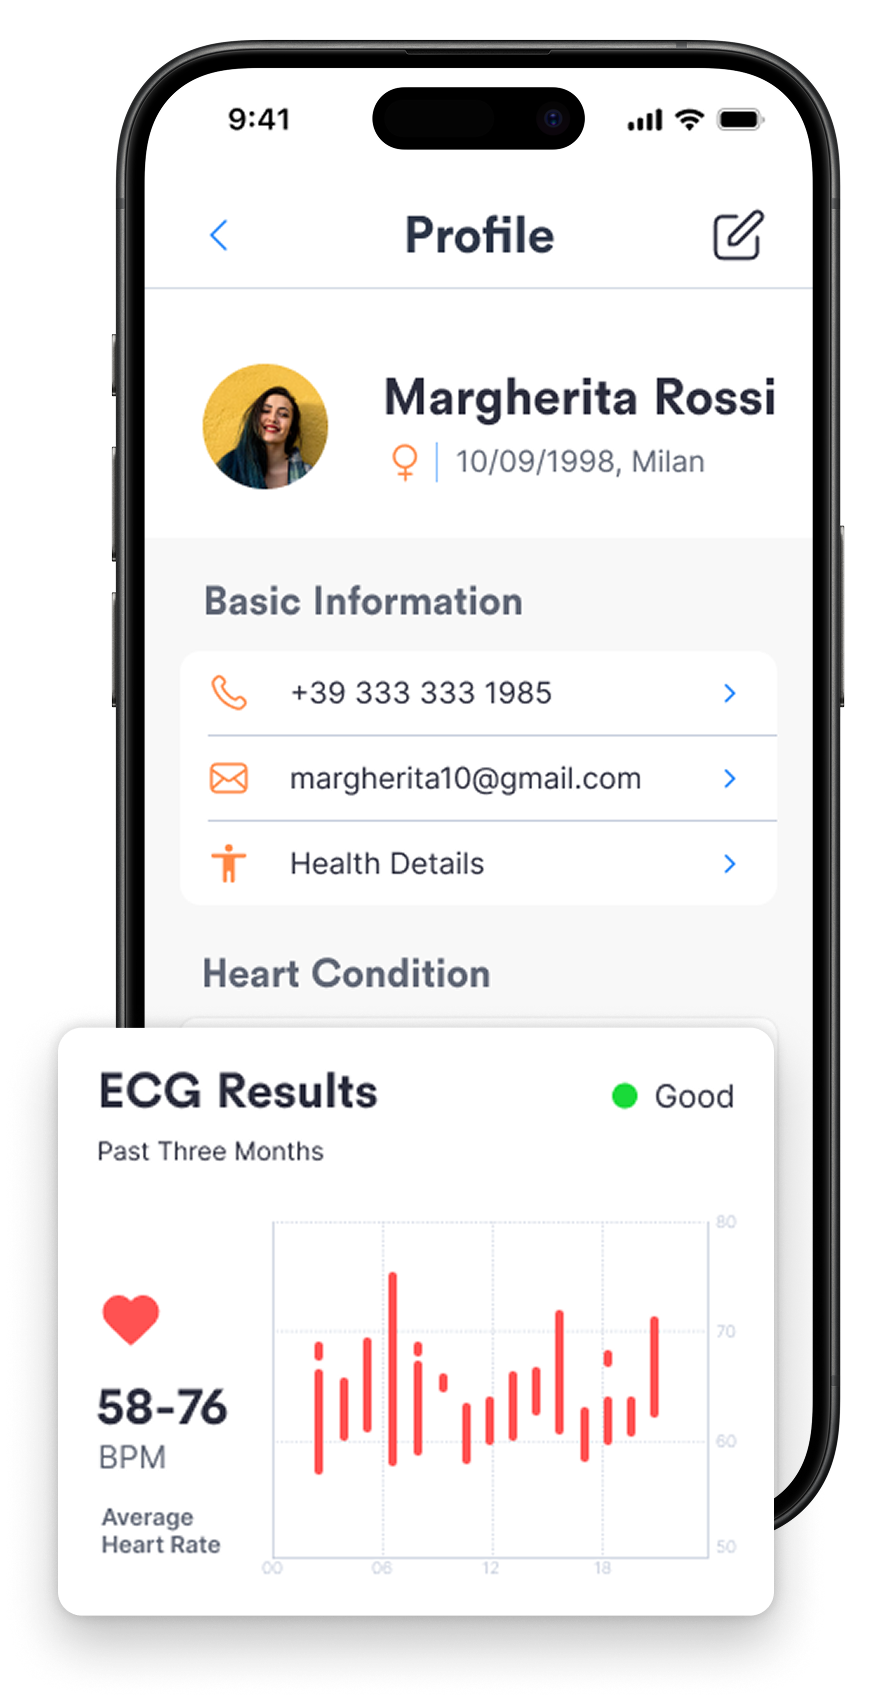 9:41
Profile
Margherita Rossi
10/09/1998, Milan
Basic Information
+39 333 333 1985
margherita10@gmail.com
Health Details
Heart Condition
ECG Results
Good
Past Three Months
80
70
60
50
00 06 12 18
58-76
BPM
Average
Heart Rate